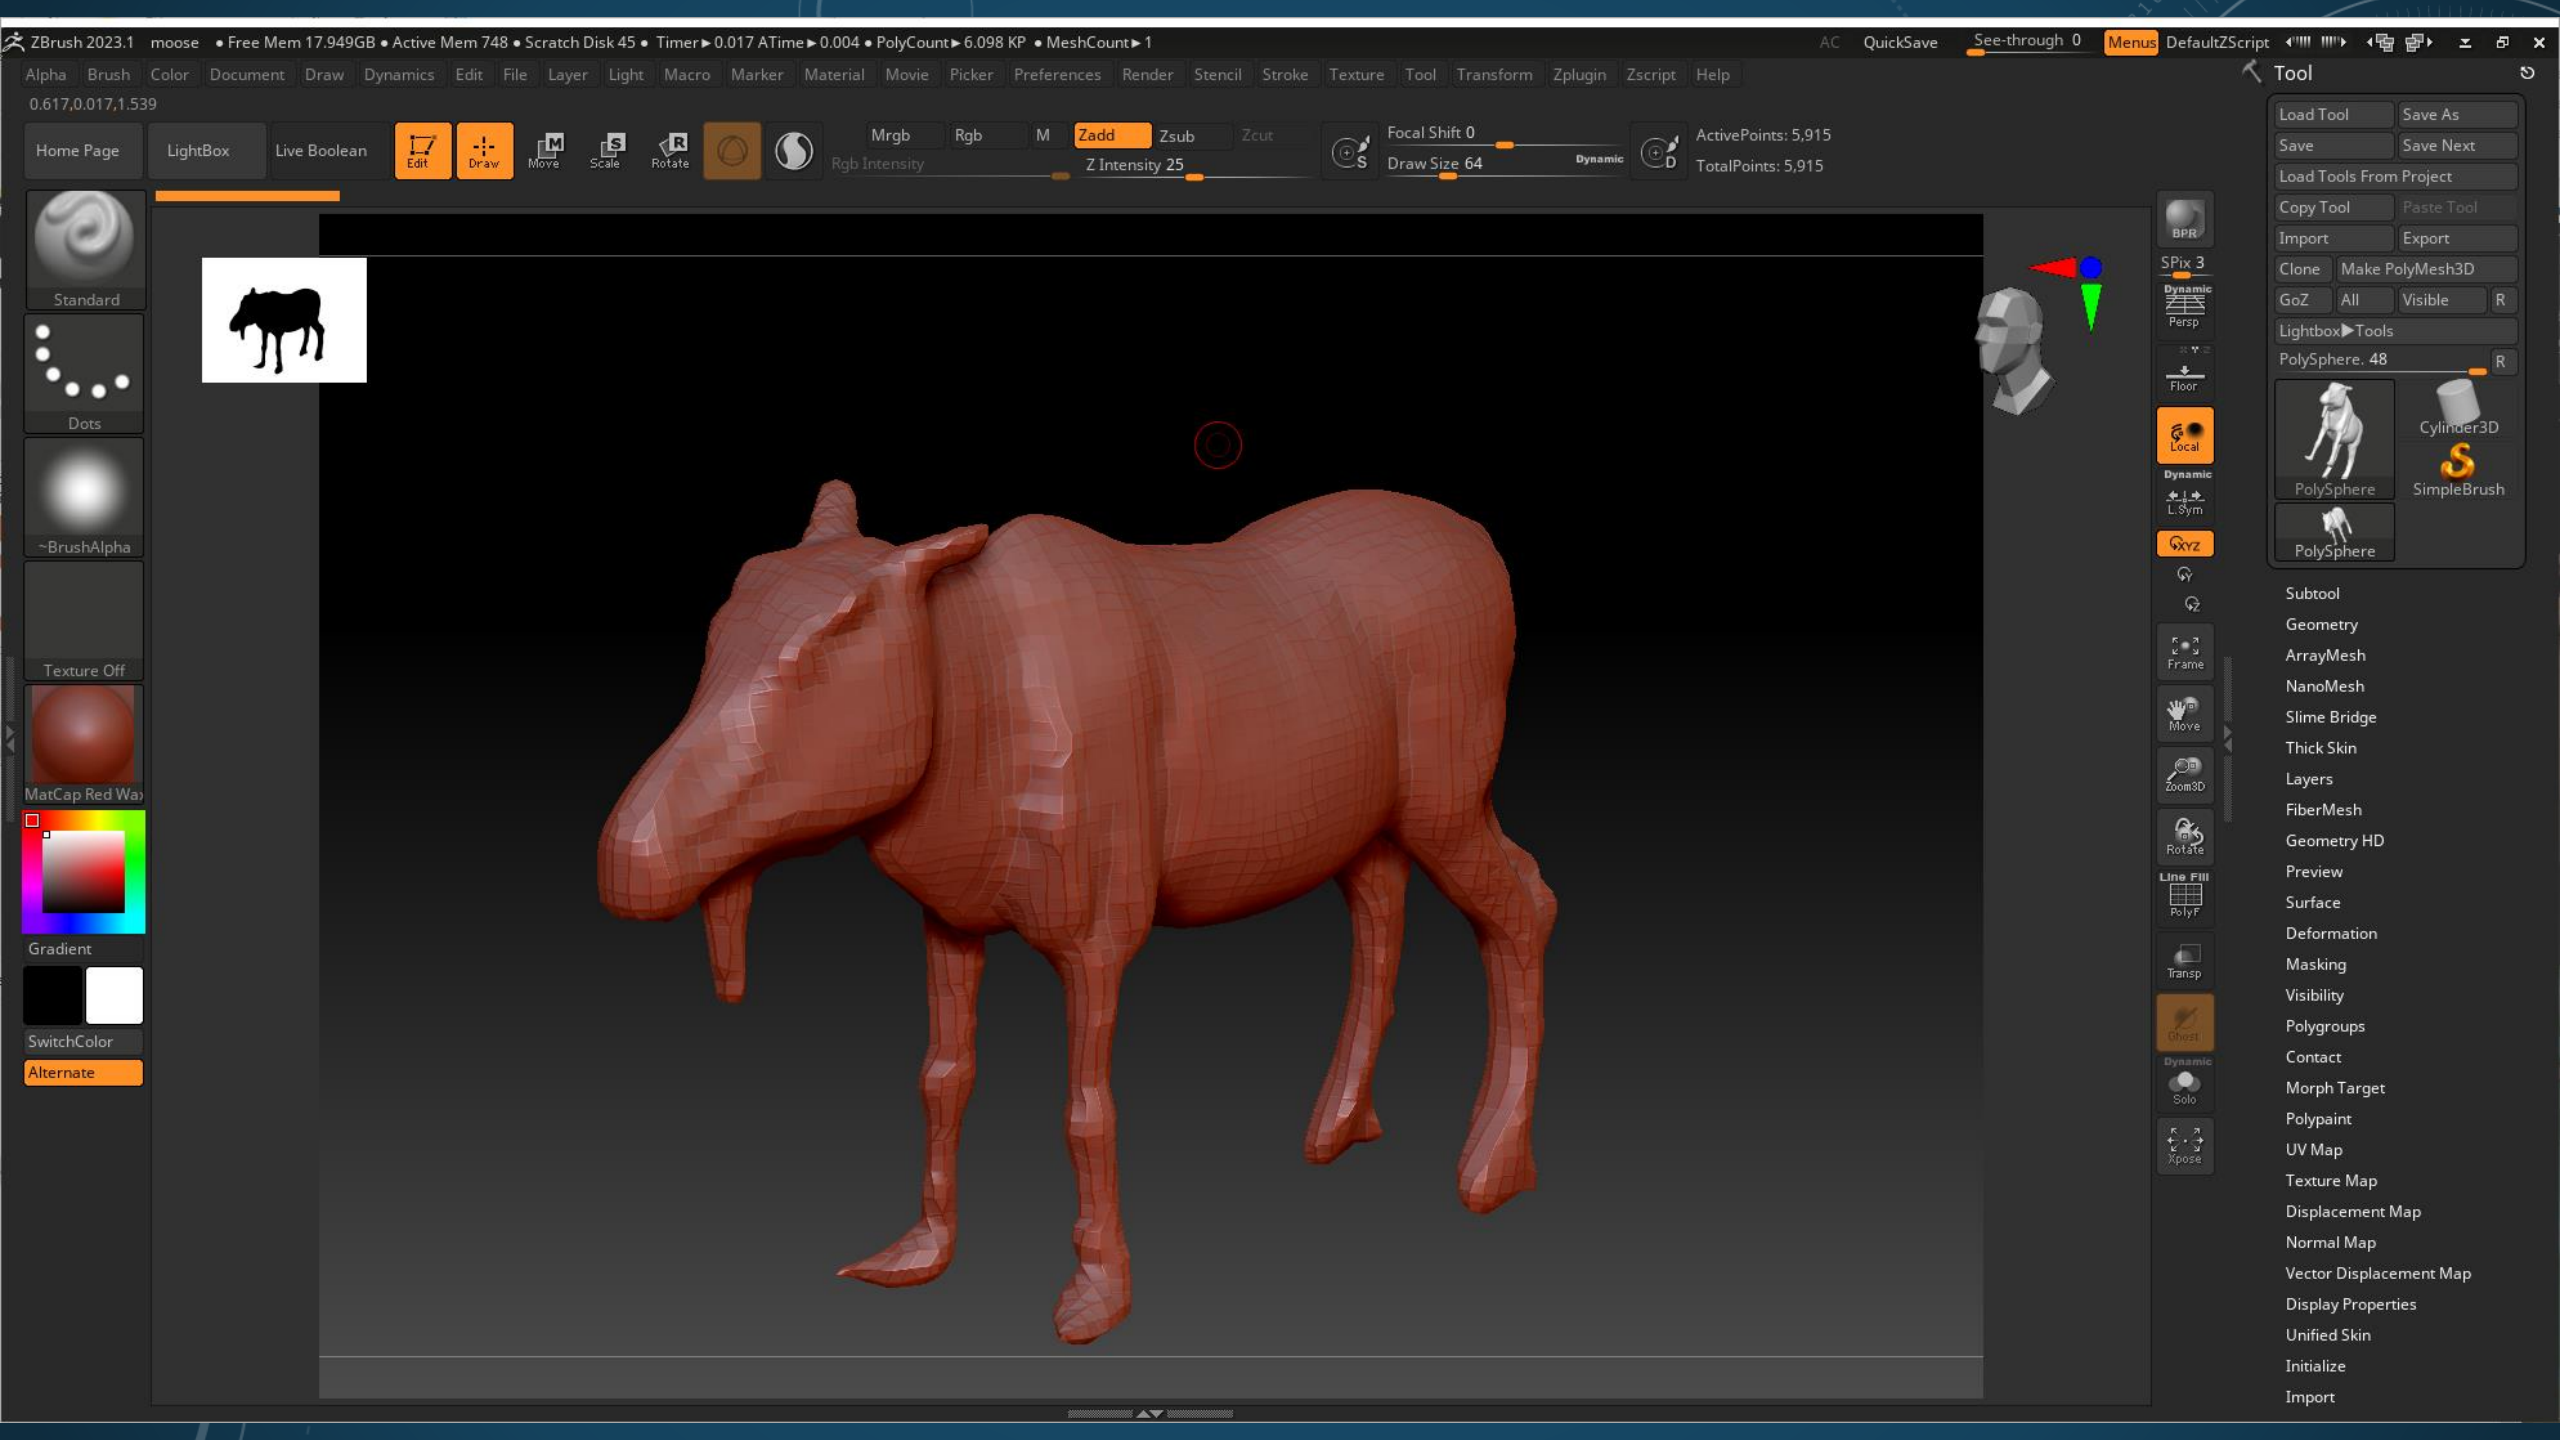 ZBrush 2023.1 moose • Free Mem 17.949GB • Active Mem 748 • Scratch Disk 45 • Timer▶0.017 ATime▶0.004 • PolyCount▶6.098 KP • MeshCount▶1 AC QuickSave See-through 0 Menus DefaultZScript
Alpha Brush Color Document Draw Dynamics Edit File Layer Light Macro Marker Material Movie Picker Preferences Render Stencil Stroke Texture Tool Transform Zplugin Zscript Help
0.617,0.017,1.539
Home Page LightBox Live Boolean Edit Draw Move Scale Rotate
Mrgb Rgb M Zadd Zsub Zcut
Rgb Intensity Z Intensity 25
S Focal Shift 0
Draw Size 64 Dynamic D
ActivePoints: 5,915
TotalPoints: 5,915
Standard
Dots
~BrushAlpha
Texture Off
MatCap Red Wax
Gradient
SwitchColor
Alternate
BPR
SPix 3
Dynamic
Persp
Floor
Local
Dynamic
L.Sym
XYZ
Y
Z
Frame
Move
Zoom3D
Rotate
Line Fill
PolyF
Transp
Ghost
Dynamic
Solo
Xpose
Tool
Load Tool Save As
Save Save Next
Load Tools From Project
Copy Tool Paste Tool
Import Export
Clone Make PolyMesh3D
GoZ All Visible R
Lightbox▶Tools
PolySphere. 48 R
Cylinder3D
PolySphere SimpleBrush
PolySphere
Subtool
Geometry
ArrayMesh
NanoMesh
Slime Bridge
Thick Skin
Layers
FiberMesh
Geometry HD
Preview
Surface
Deformation
Masking
Visibility
Polygroups
Contact
Morph Target
Polypaint
UV Map
Texture Map
Displacement Map
Normal Map
Vector Displacement Map
Display Properties
Unified Skin
Initialize
Import